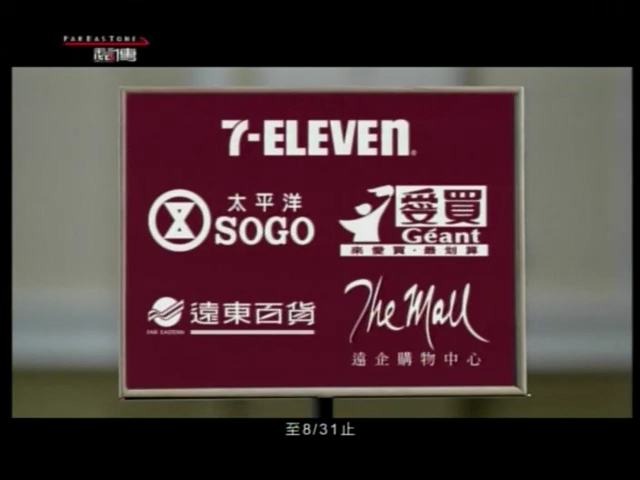 FAREASTONE
遠傳
7-ELEVEN®
太平洋
SOGO
愛買
Géant
來愛買·最划算
FAR EASTERN
遠東百貨
The Mall
遠企購物中心
至8/31止